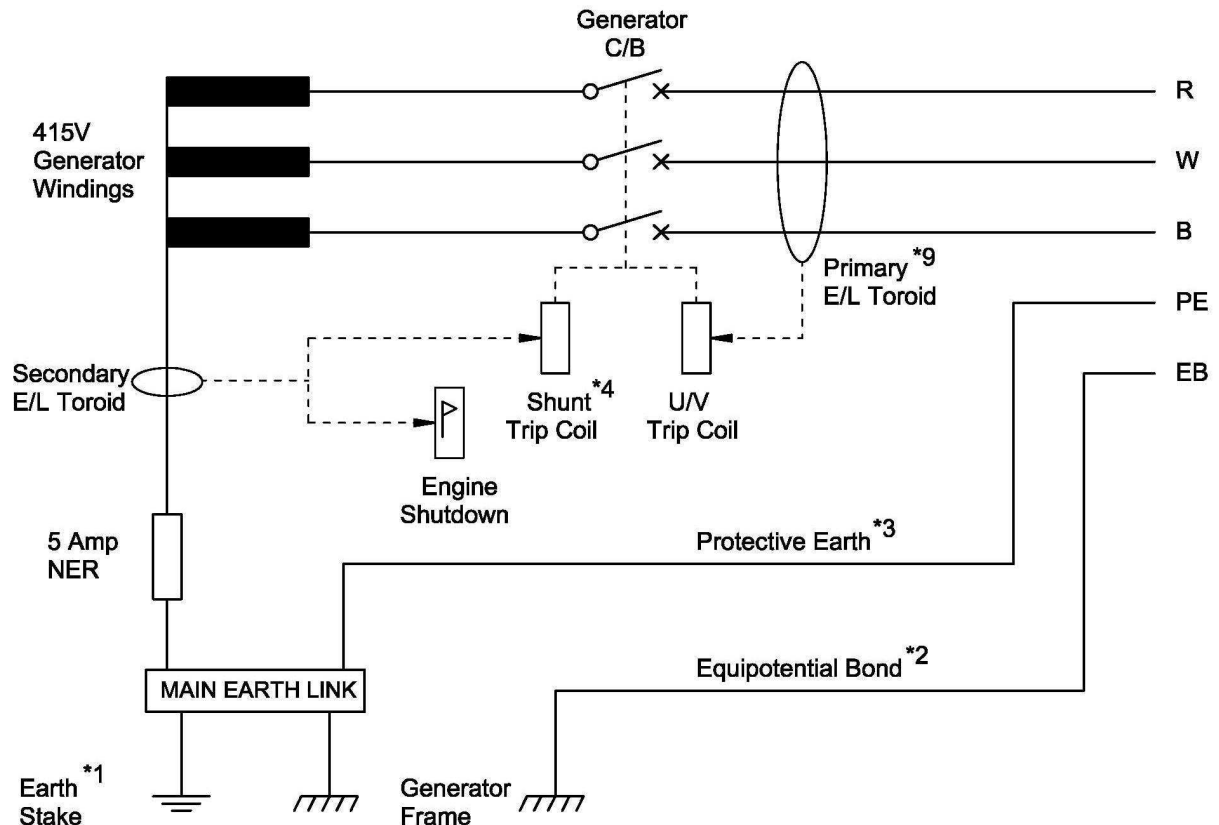 Generator
C/B
R
415V
Generator
Windings
W
B
Primary *9
E/L Toroid
PE
Secondary
E/L Toroid
EB
Shunt *4
Trip Coil
U/V
Trip Coil
Engine
Shutdown
5 Amp
NER
Protective Earth *3
Equipotential Bond *2
MAIN EARTH LINK
Earth *1
Stake
Generator
Frame